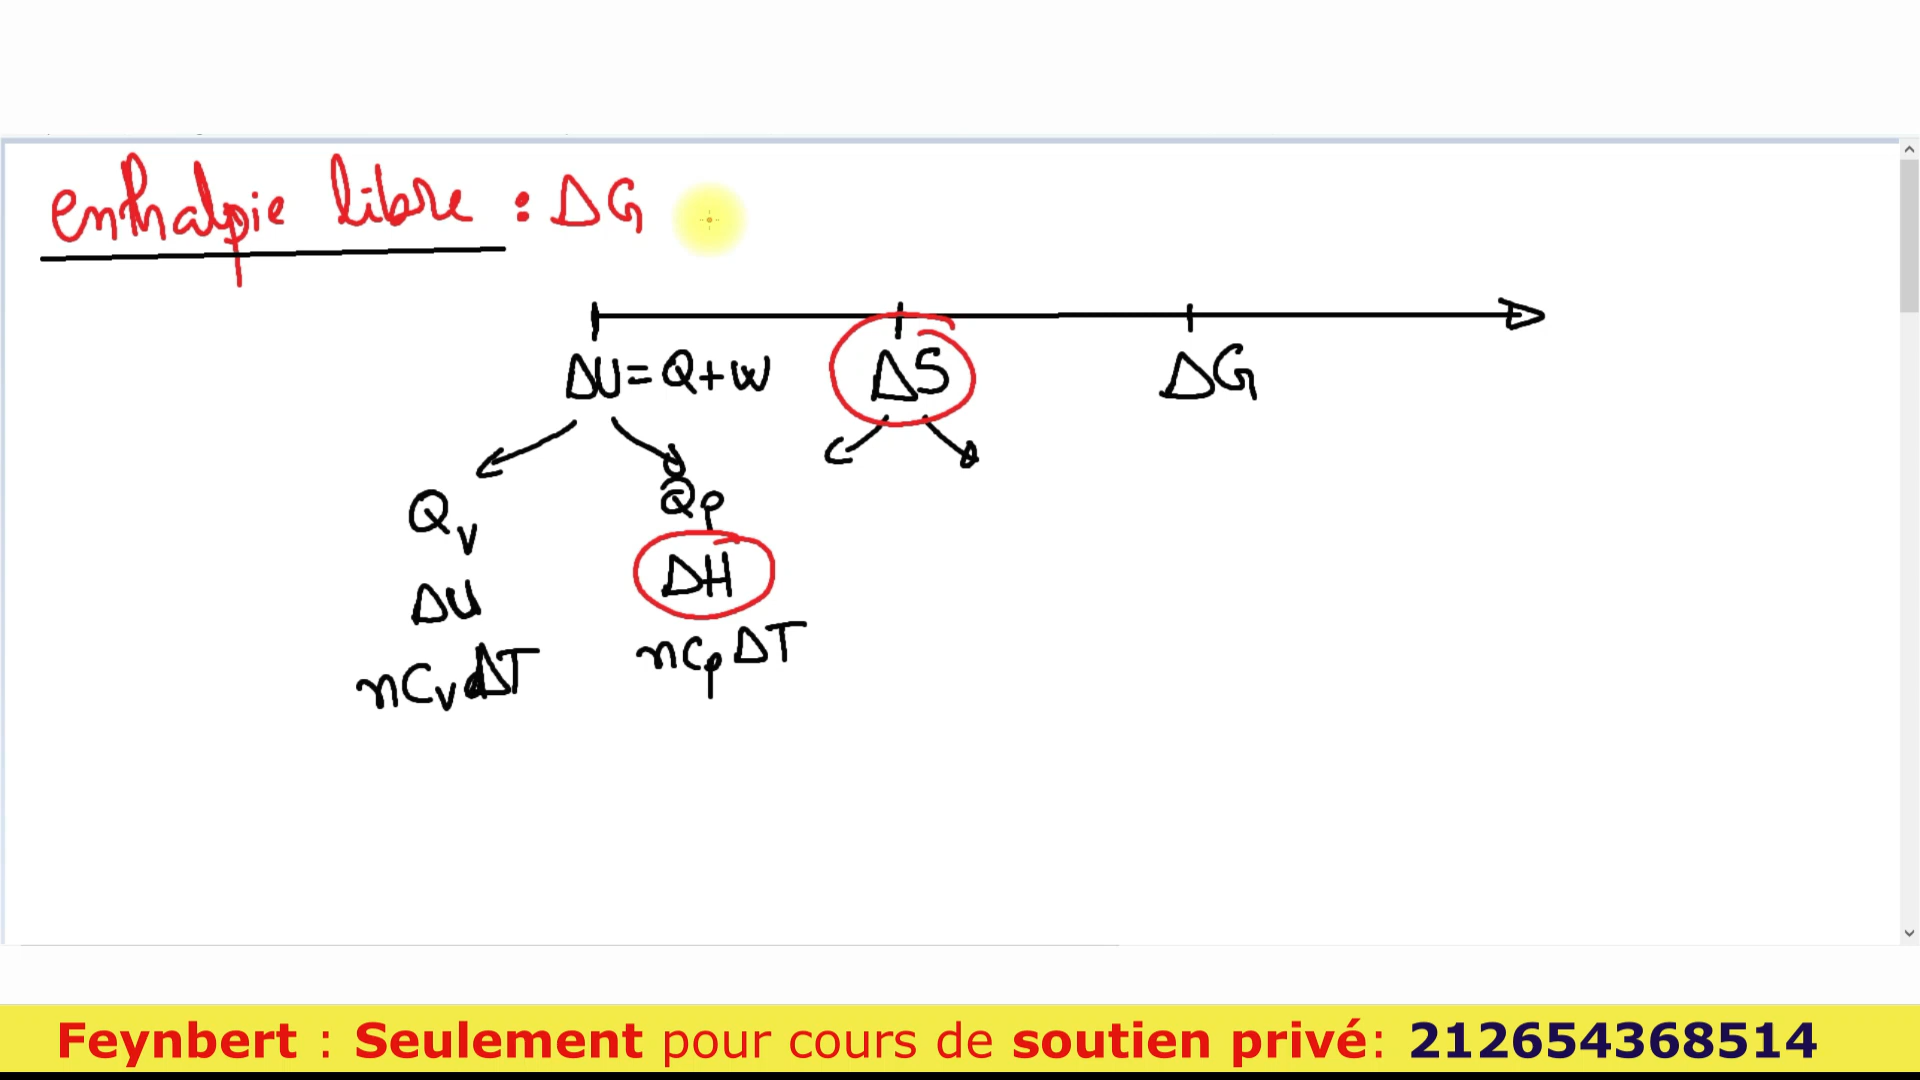 enthalpie libre : ΔG
ΔU = Q + W
ΔS
ΔG
Qv
Qp
ΔU
ΔH
nCvΔT
nCpΔT
Feynbert : Seulement pour cours de soutien privé: 212654368514